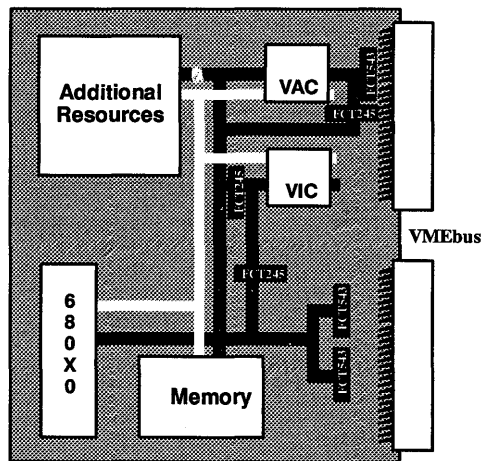 Additional
Resources
VAC
FCT543
FCT245
VIC
FCT245
VMEbus
FCT245
6
8
0
X
0
FCT543
FCT543
Memory